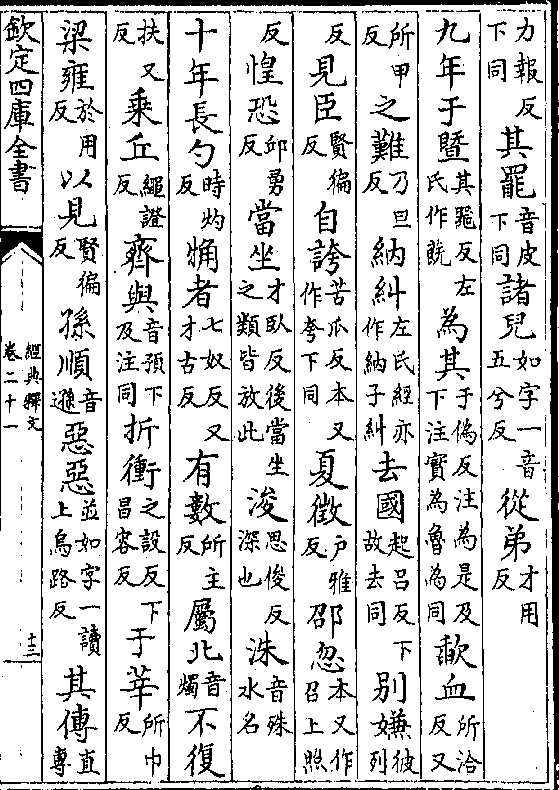 力報反下同其罷音皮下同諸兒如字一音五兮反從弟才用反
九年于暨其器反左氏作蔇為其于偽反注為是及下注實為魯為同歃血所洽反又
所甲反之難乃旦反納糾左氏經亦作納子糾去國起呂反下故去同別嫌彼列
反見臣賢徧反自誇苦瓜反本又作夸下同夏徵戶雅反邵忽本又作召上照
反惶恐邱勇反當坐才臥反後當坐之類皆放此浚思俊反深也洙音殊水名
十年長勺時灼反觕者七奴反又才古反有數所主反屬北音燭不復
扶又反乘丘繩證反齊與音預下及注同折衝之設反下昌容反于莘所巾反
梁雍於用反以見賢徧反孫順音遜惡惡並如字一讀上烏路反其傳直專
欽定四庫全書
經典釋文
卷二十一
十三